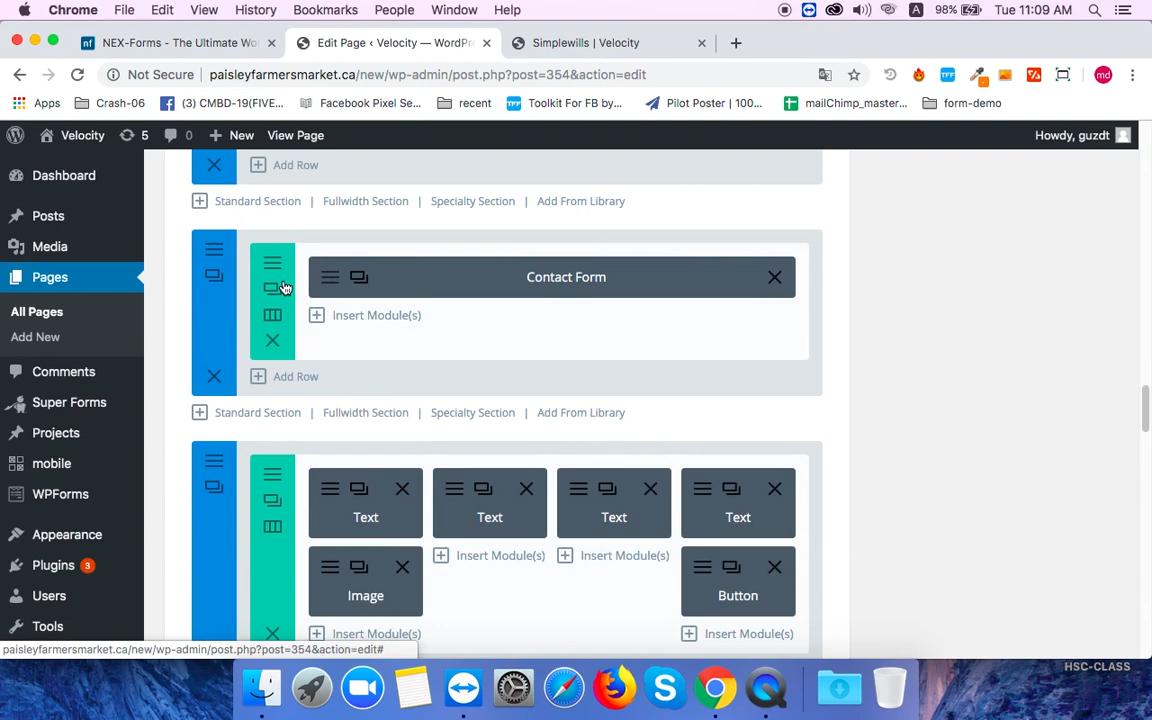 Chrome File Edit View History Bookmarks People Window Help A 98% Tue 11:09 AM
nf NEX-Forms - The Ultimate Wo Edit Page ‹ Velocity — WordPre Simplewills | Velocity
Not Secure paisleyfarmersmarket.ca/new/wp-admin/post.php?post=354&action=edit TFF md
Apps Crash-06 (3) CMBD-19(FIVE... Facebook Pixel Se... recent TFF Toolkit For FB by... Pilot Poster | 100... mailChimp_master... form-demo
Velocity 5 0 New View Page Howdy, guzdt
Dashboard
Posts
Media
Pages
All Pages
Add New
Comments
Super Forms
Projects
mobile
WPForms
Appearance
Plugins 3
Users
Tools
Add Row
Standard Section | Fullwidth Section | Specialty Section | Add From Library
Contact Form
Insert Module(s)
Add Row
Standard Section | Fullwidth Section | Specialty Section | Add From Library
Text Text Text Text
Insert Module(s) Insert Module(s)
Image Button
Insert Module(s) Insert Module(s)
paisleyfarmersmarket.ca/new/wp-admin/post.php?post=354&action=edit#
HSC-CLASS